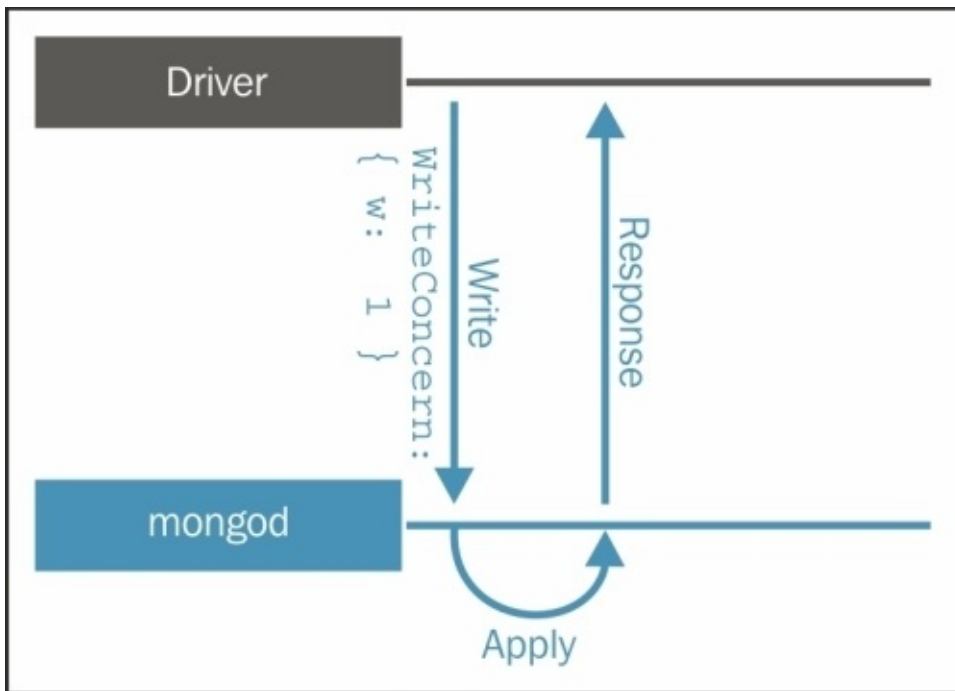 Driver
WriteConcern:
{ w: 1 }
Write
Response
mongod
Apply